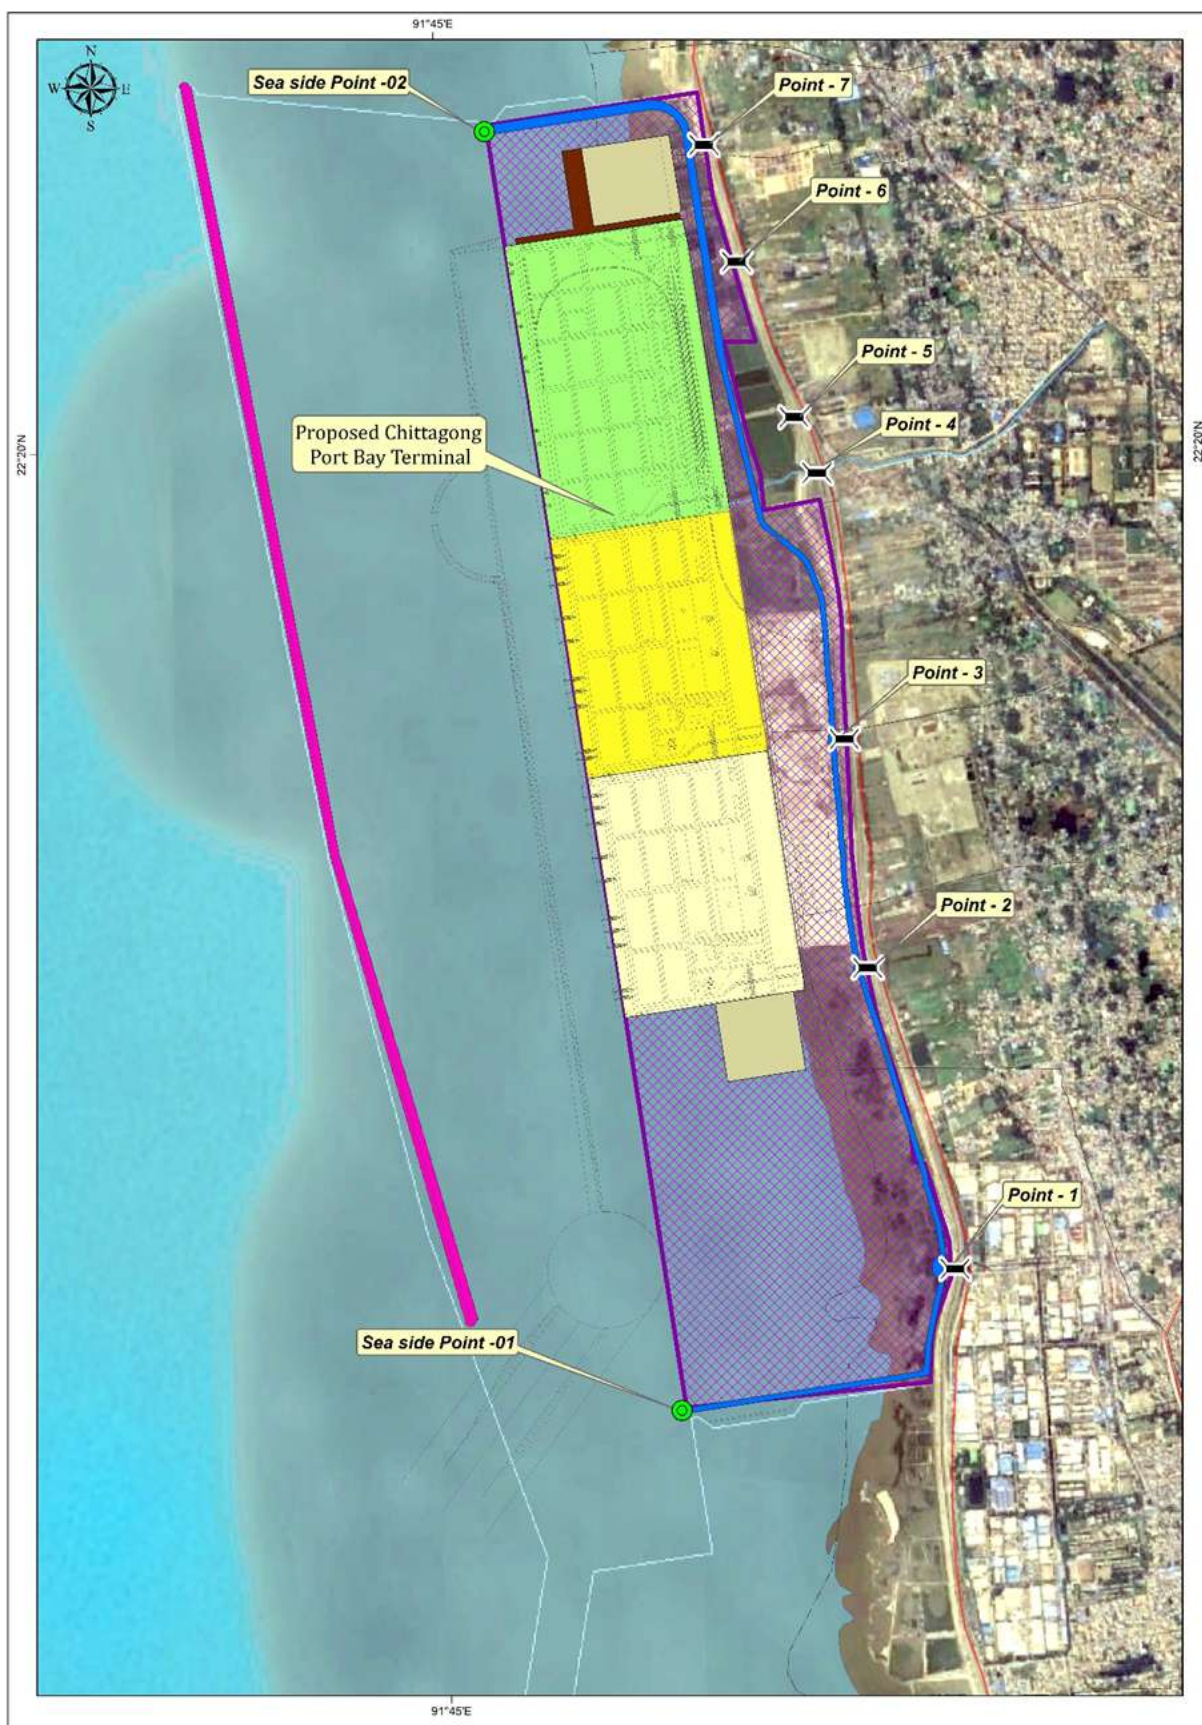 91°45'E
N
W E
S
Sea side Point -02
Point - 7
Point - 6
Point - 5
Point - 4
Proposed Chittagong
Port Bay Terminal
22°20'N
22°20'N
Point - 3
Point - 2
Point - 1
Sea side Point -01
91°45'E